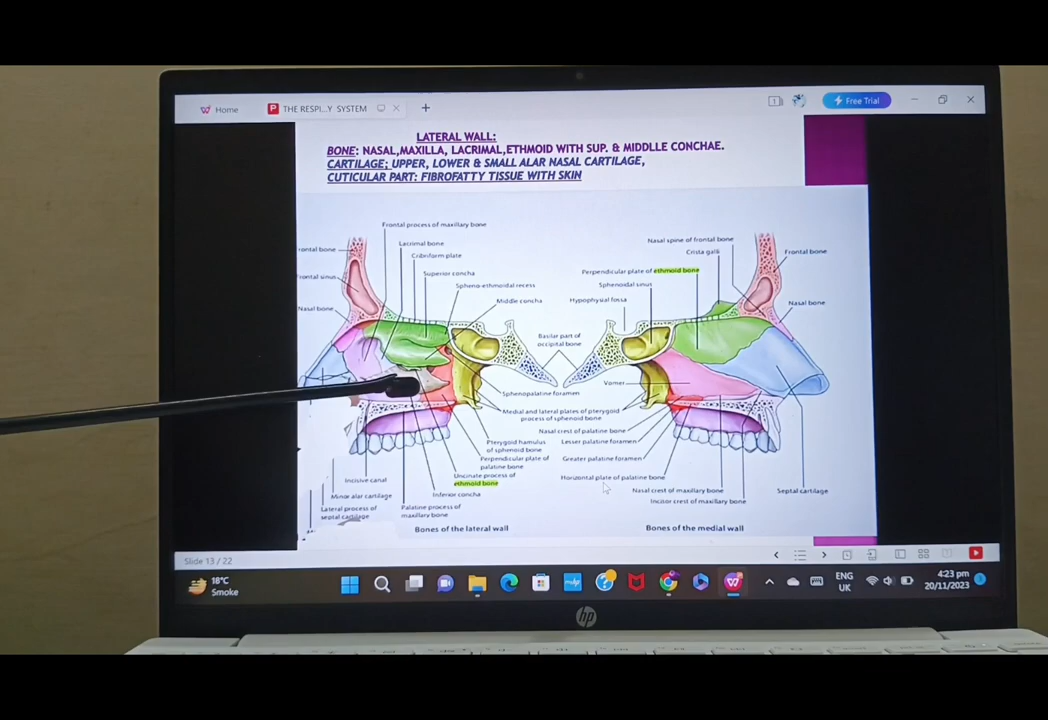 Home
THE RESPI...Y SYSTEM
1
Free Trial
LATERAL WALL:
BONE: NASAL,MAXILLA, LACRIMAL,ETHMOID WITH SUP. & MIDDLLE CONCHAE.
CARTILAGE; UPPER, LOWER & SMALL ALAR NASAL CARTILAGE,
CUTICULAR PART: FIBROFATTY TISSUE WITH SKIN
Frontal process of maxillary bone
Lacrimal bone
Cribriform plate
Superior concha
Spheno-ethmoidal recess
Middle concha
rontal bone
rontal sinus
Nasal bone
Basilar part of
occipital bone
Sphenopalatine foramen
Medial and lateral plates of pterygoid
process of sphenoid bone
Pterygoid hamulus
of sphenoid bone
Perpendicular plate of
palatine bone
Uncinate process of
ethmoid bone
Inferior concha
Palatine process of
maxillary bone
Incisive canal
Minor alar cartilage
Lateral process of
septal cartilage
Bones of the lateral wall
Nasal spine of frontal bone
Crista galli
Frontal bone
Perpendicular plate of ethmoid bone
Sphenoidal sinus
Hypophyseal fossa
Nasal bone
Vomer
Nasal crest of palatine bone
Lesser palatine foramen
Greater palatine foramen
Horizontal plate of palatine bone
Nasal crest of maxillary bone
Incisor crest of maxillary bone
Septal cartilage
Bones of the medial wall
Slide 13 / 22
18°C
Smoke
ENG
UK
4:23 pm
20/11/2023
hp